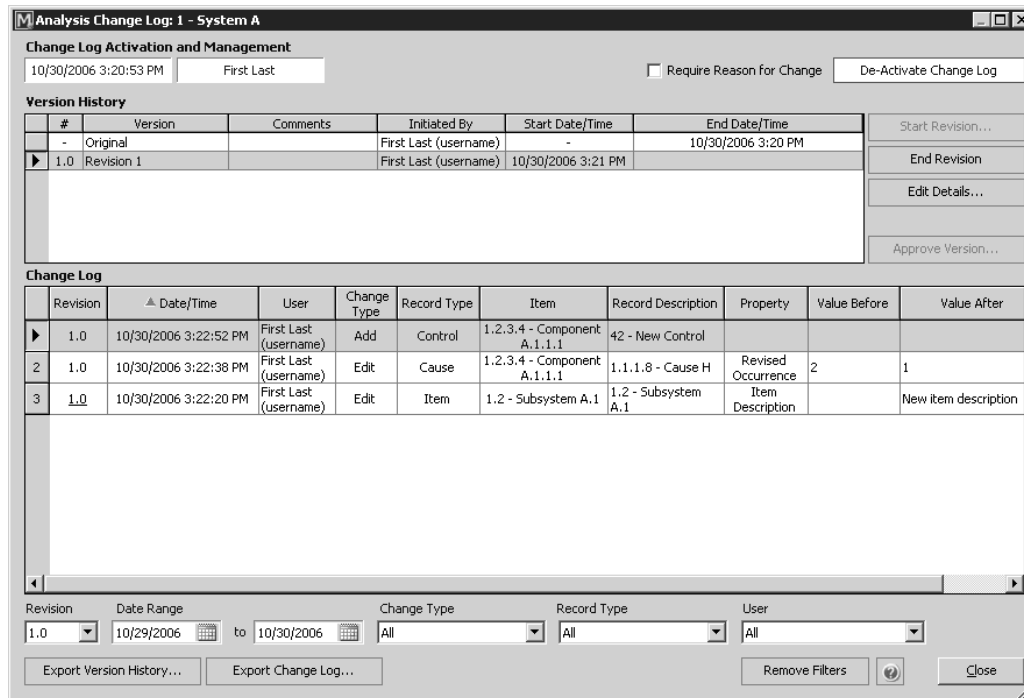 M Analysis Change Log: 1 - System A
Change Log Activation and Management
10/30/2006 3:20:53 PM First Last Require Reason for Change De-Activate Change Log
Version History
# Version Comments Initiated By Start Date/Time End Date/Time
- Original First Last (username) - 10/30/2006 3:20 PM
1.0 Revision 1 First Last (username) 10/30/2006 3:21 PM
Start Revision...
End Revision
Edit Details...
Approve Version...
Change Log
Revision Date/Time User Change Type Record Type Item Record Description Property Value Before Value After
1.0 10/30/2006 3:22:52 PM First Last (username) Add Control 1.2.3.4 - Component A.1.1.1 42 - New Control
2 1.0 10/30/2006 3:22:38 PM First Last (username) Edit Cause 1.2.3.4 - Component A.1.1.1 1.1.1.8 - Cause H Revised Occurrence 2 1
3 1.0 10/30/2006 3:22:20 PM First Last (username) Edit Item 1.2 - Subsystem A.1 1.2 - Subsystem A.1 Item Description New item description
Revision Date Range Change Type Record Type User
1.0 10/29/2006 to 10/30/2006 All All All
Export Version History... Export Change Log... Remove Filters ? Close